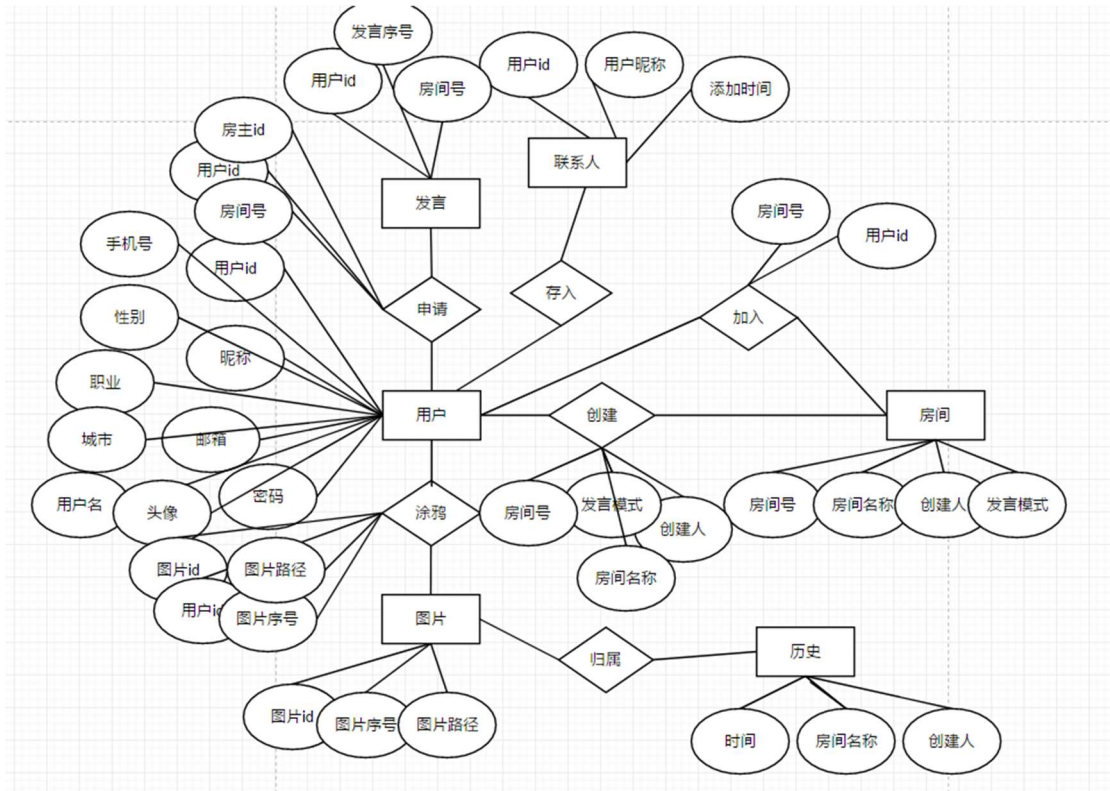 发言序号
用户id
用户id
用户昵称
房间号
添加时间
房主id
联系人
用户id
发言
房间号
房间号
手机号
用户id
用户id
申请
存入
加入
性别
昵称
职业
用户
创建
房间
城市
邮箱
用户名
头像
密码
涂鸦
房间号
发言模式
创建人
房间名称
房间号
房间名称
创建人
发言模式
图片id
图片路径
用户id
图片序号
图片
归属
历史
图片id
图片序号
图片路径
时间
房间名称
创建人